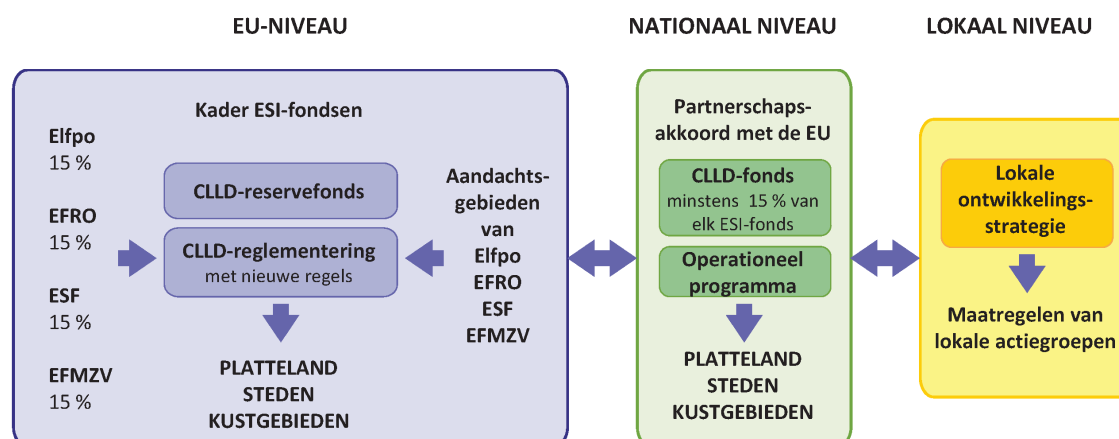 EU-NIVEAU
Kader ESI-fondsen
Elfpo
15 %
EFRO
15 %
ESF
15 %
EFMZV
15 %
CLLD-reservefonds
CLLD-reglementering
met nieuwe regels
PLATTELAND
STEDEN
KUSTGEBIEDEN
Aandachts-
gebieden
van
Elfpo
EFRO
ESF
EFMZV
NATIONAAL NIVEAU
Partnerschaps-
akkoord met de EU
CLLD-fonds
minstens 15 % van
elk ESI-fonds
Operationeel
programma
PLATTELAND
STEDEN
KUSTGEBIEDEN
LOKAAL NIVEAU
Lokale
ontwikkelings-
strategie
Maatregelen van
lokale actiegroepen